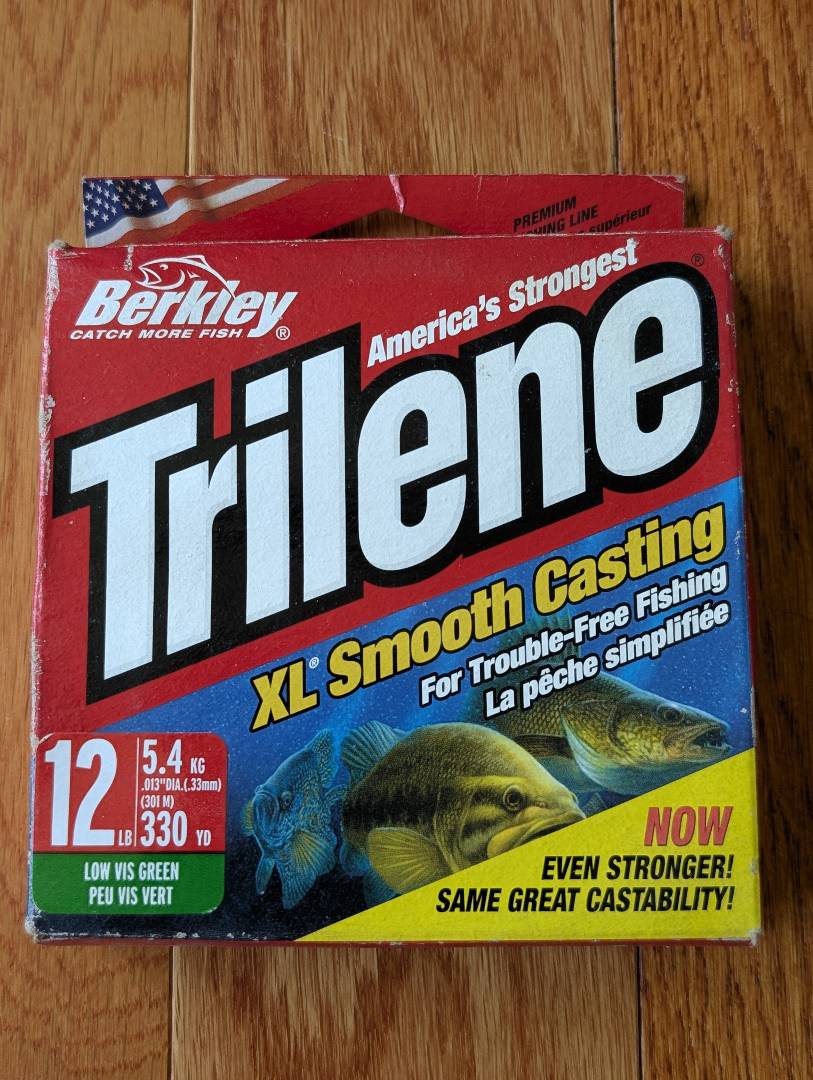 PREMIUM
LINE
supérieur
Berkley
CATCH MORE FISH ®
America's Strongest
Trilene®
XL® Smooth Casting
For Trouble-Free Fishing
La pêche simplifiée
12 LB
5.4 KG
.013"DIA.(.33mm)
(301 M)
330 YD
LOW VIS GREEN
PEU VIS VERT
NOW
EVEN STRONGER!
SAME GREAT CASTABILITY!